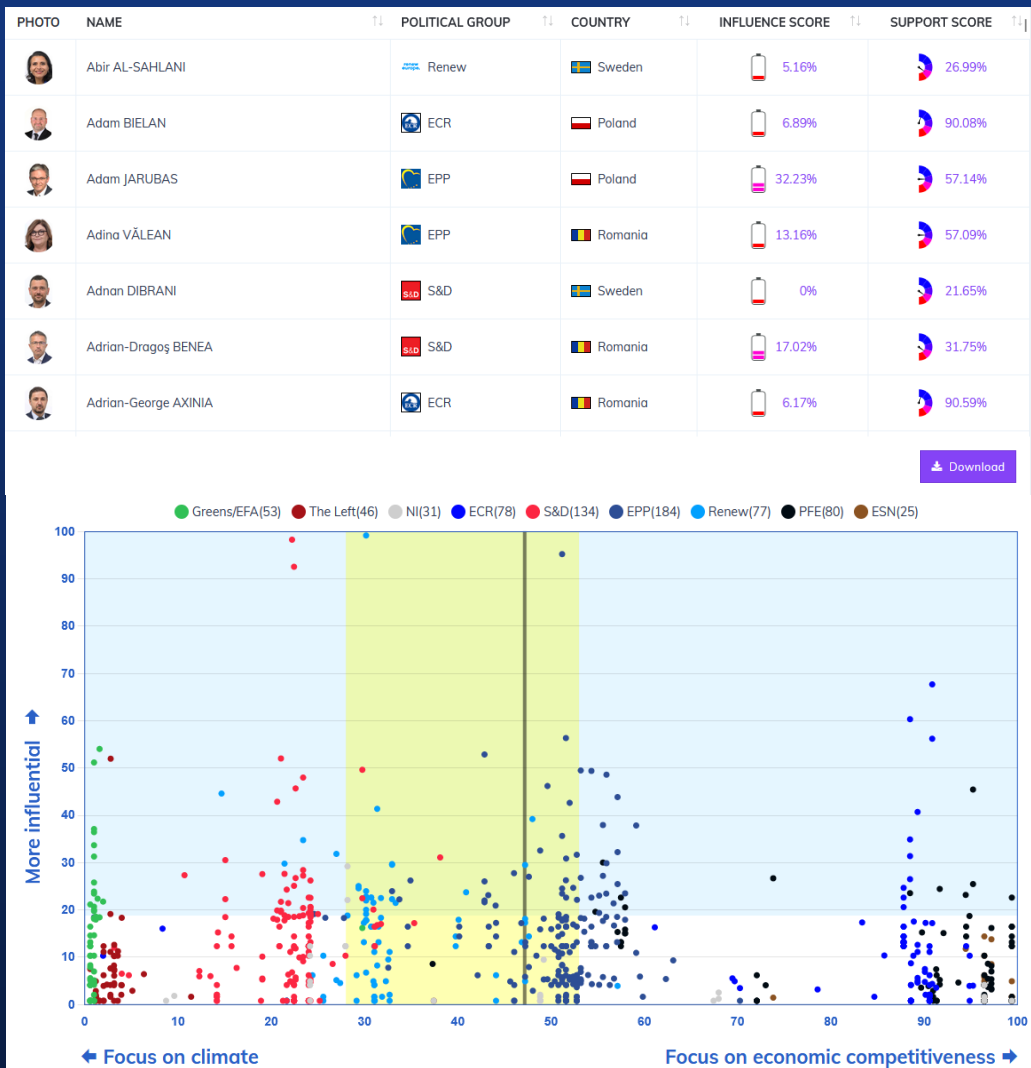 PHOTO NAME POLITICAL GROUP COUNTRY INFLUENCE SCORE SUPPORT SCORE
Abir AL-SAHLANI renew europe. Renew Sweden 5.16% 26.99%
Adam BIELAN ECR ECR Poland 6.89% 90.08%
Adam JARUBAS EPP Poland 32.23% 57.14%
Adina VĂLEAN EPP Romania 13.16% 57.09%
Adnan DIBRANI S&D S&D Sweden 0% 21.65%
Adrian-Dragoş BENEA S&D S&D Romania 17.02% 31.75%
Adrian-George AXINIA ECR ECR Romania 6.17% 90.59%
Download
Greens/EFA(53) The Left(46) NI(31) ECR(78) S&D(134) EPP(184) Renew(77) PFE(80) ESN(25)
100
90
80
70
60
50
40
30
20
10
0
More influential
0 10 20 30 40 50 60 70 80 90 100
Focus on climate Focus on economic competitiveness